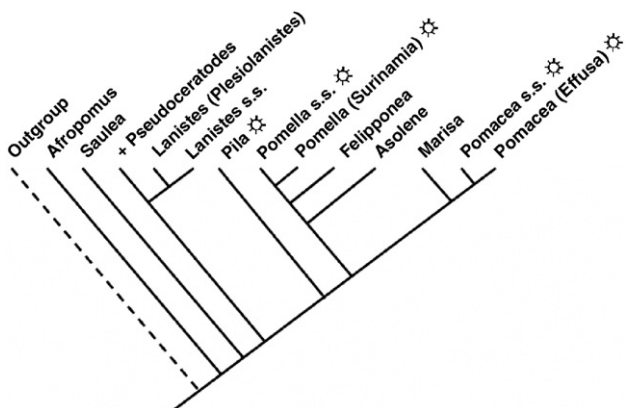 Outgroup
Afropomus
Saulea
+ Pseudoceratodes
Lanistes (Plesiolanistes)
Lanistes s.s.
Pila
Pomella s.s.
Pomella (Surinamia)
Felipponea
Asolene
Marisa
Pomacea s.s.
Pomacea (Effusa)